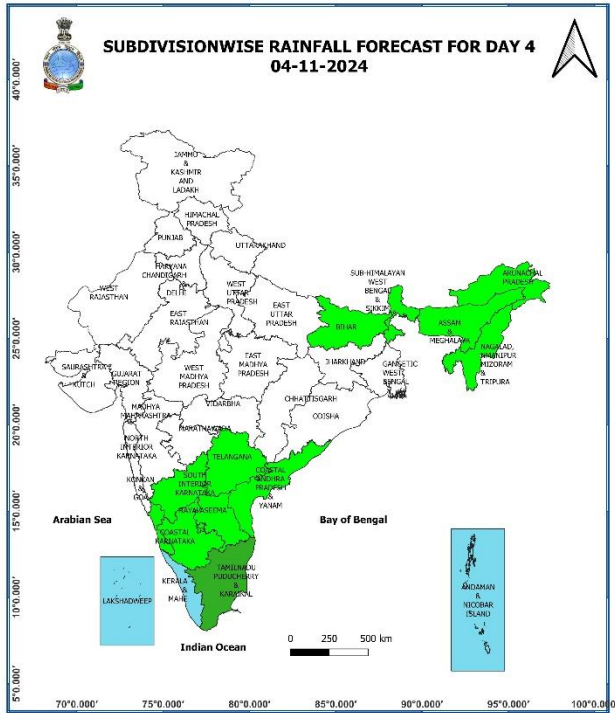 SUBDIVISIONWISE RAINFALL FORECAST FOR DAY 4
04-11-2024
40°0.000'
35°0.000'
30°0.000'
25°0.000'
20°0.000'
15°0.000'
10°0.000'
5°0.000'
JAMMO
&
KASHMIR
AND
LADAKH
HIMACHAL
PRADESH
PUNJAB
UTTARAKHAND
HARYANA
CHANDIGARH
&
DELHI
WEST
RAJASTHAN
WEST
UTTAR
PRADESH
EAST
RAJASTHAN
EAST
UTTAR
PRADESH
SUB-HIMALAYAN
WEST
BENGAL
&
SIKKIM
ARUNACHAL
PRADESH
BIHAR
ASSAM
&
MEGHALAYA
NAGALAD,
MANIPUR
MIZORAM
&
TRIPURA
SAURASHTRA
&
KUTCH
GUJARAT
REGION
WEST
MADHYA
PRADESH
EAST
MADHYA
PRADESH
JHARKHAND
GANGETIC
WEST
BENGAL
CHHATTISGARH
ODISHA
VIDARBHA
MADHYA
MAHARASHTRA
MARATHAWADA
NORTH
INTERIOR
KARNATAKA
TELANGANA
SOUTH
INTERIOR
KARNATAKA
COASTAL
ANDHRA
PRADESH
&
YANAM
KONKAN
&
GOA
RAYALASEEMA
Arabian Sea
Bay of Bengal
COASTAL
KARNATAKA
TAMILNADU
PUDUCHERRY
&
KARAIKAL
KERALA
&
MAHE
LAKSHADWEEP
ANDAMAN
&
NICOBAR
ISLAND
Indian Ocean
0 250 500 km
70°0.000' 75°0.000' 80°0.000' 85°0.000' 90°0.000' 95°0.000' 100°0.000'